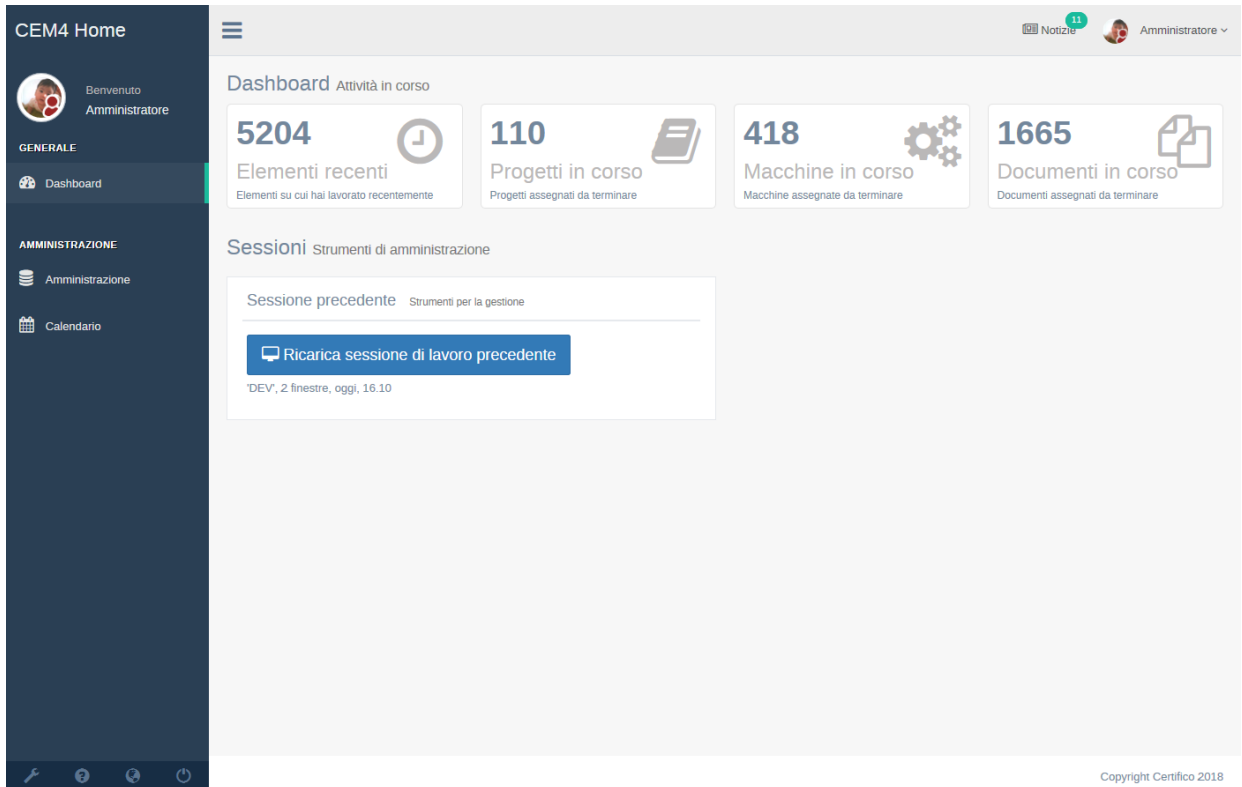 CEM4 Home
Notizie 11
Amministratore
Benvenuto
Amministratore
GENERALE
Dashboard
AMMINISTRAZIONE
Amministrazione
Calendario
Dashboard Attività in corso
5204
Elementi recenti
Elementi su cui hai lavorato recentemente
110
Progetti in corso
Progetti assegnati da terminare
418
Macchine in corso
Macchine assegnate da terminare
1665
Documenti in corso
Documenti assegnati da terminare
Sessioni Strumenti di amministrazione
Sessione precedente Strumenti per la gestione
Ricarica sessione di lavoro precedente
'DEV', 2 finestre, oggi, 16.10
Copyright Certifico 2018